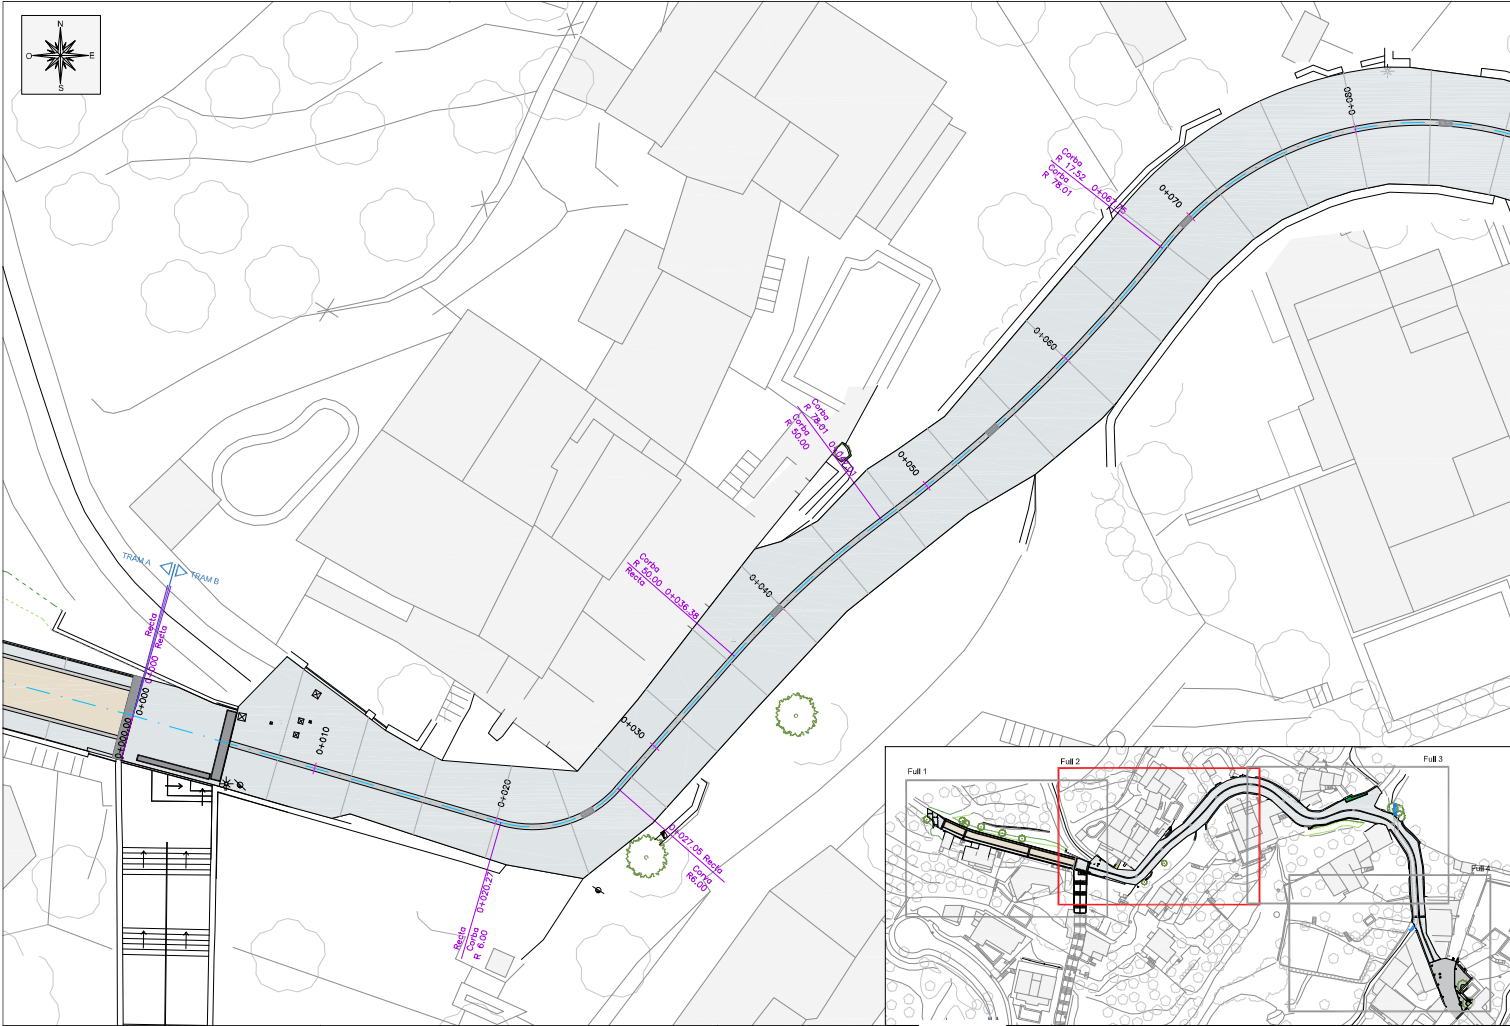 N
O
E
S
TRAM A
TRAM B
Recta
0+000
Recta
0+000.00
0+000
0+010
0+020
Recta
Corba
R 6.00
0+020.27
0+027.05 Recta
Corva
R6.00
0+030
Corba
R 50.00 0+036.38
Recta
0+040
Corba
R 78.01
Corba
R 50.00
0+050
0+060
Corba
R 17.52
Corba
R 78.01
0+070
0+080
Full 1
Full 2
Full 3
Full 4